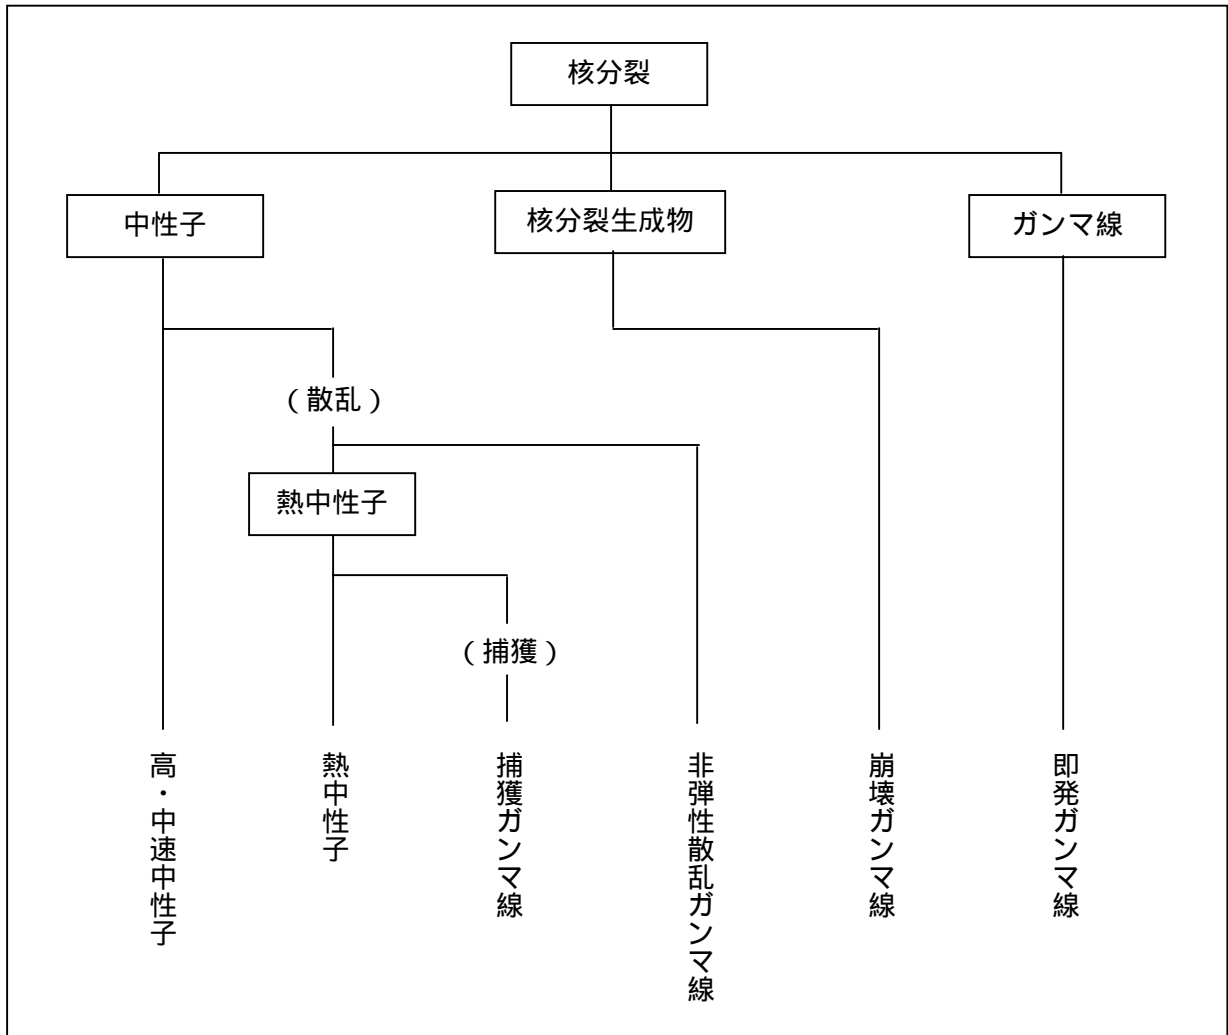 核分裂
中性子
核分裂生成物
ガンマ線
(散乱)
熱中性子
(捕獲)
高・中速中性子
熱中性子
捕獲ガンマ線
非弾性散乱ガンマ線
崩壊ガンマ線
即発ガンマ線